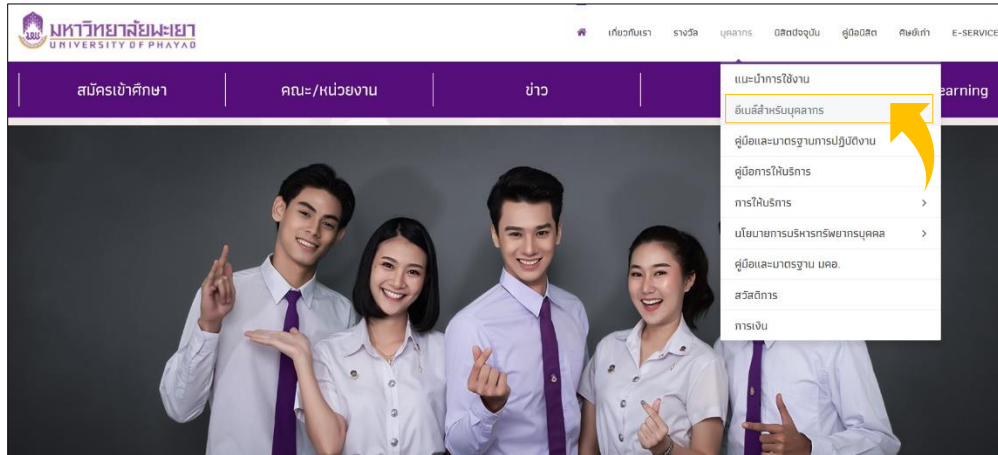 มหาวิทยาลัยพะเยา
UNIVERSITY OF PHAYAO
เกี่ยวกับเรา รางวัล บุคลากร นิสิตปัจจุบัน คู่มือนิสิต ศิษย์เก่า E-SERVICE
สมัครเข้าศึกษา คณะ/หน่วยงาน ข่าว earning
แนะนำการใช้งาน
อีเมล์สำหรับบุคลากร
คู่มือและมาตรฐานการปฏิบัติงาน
คู่มือการให้บริการ
การให้บริการ >
นโยบายการบริหารทรัพยากรบุคคล >
คู่มือและมาตรฐาน มคอ.
สวัสดิการ
การเงิน